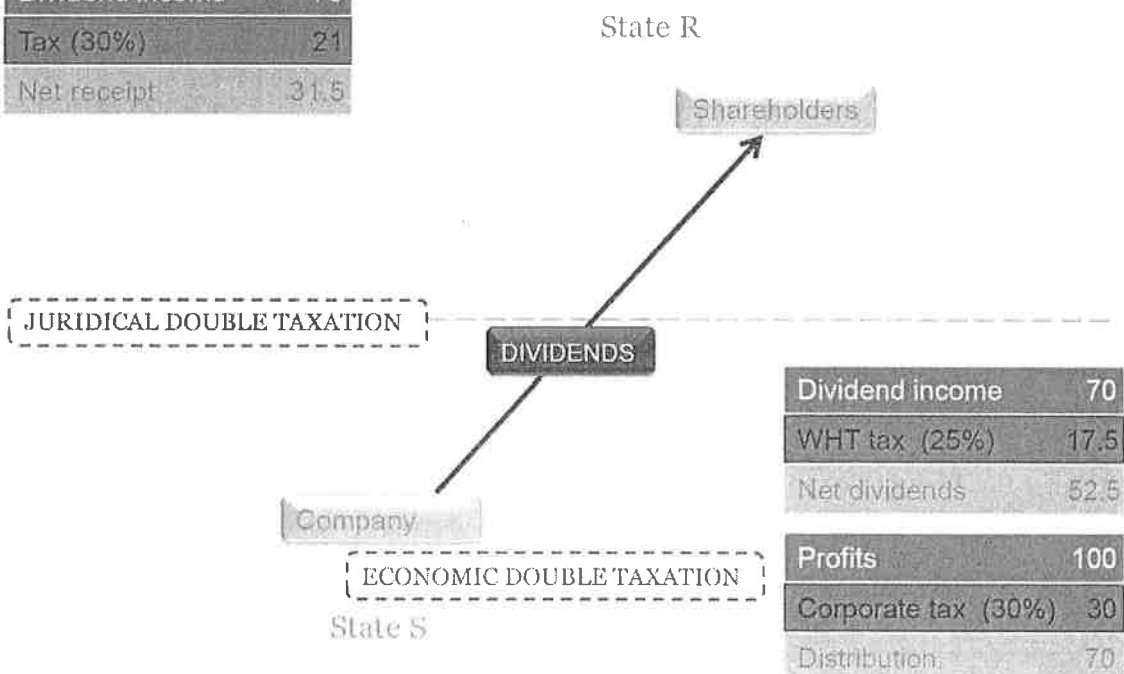 Tax (30%) 21
Net receipt 31.5
State R
Shareholders
JURIDICAL DOUBLE TAXATION
DIVIDENDS
Dividend income 70
WHT tax (25%) 17.5
Net dividends 52.5
Company
ECONOMIC DOUBLE TAXATION
State S
Profits 100
Corporate tax (30%) 30
Distribution 70